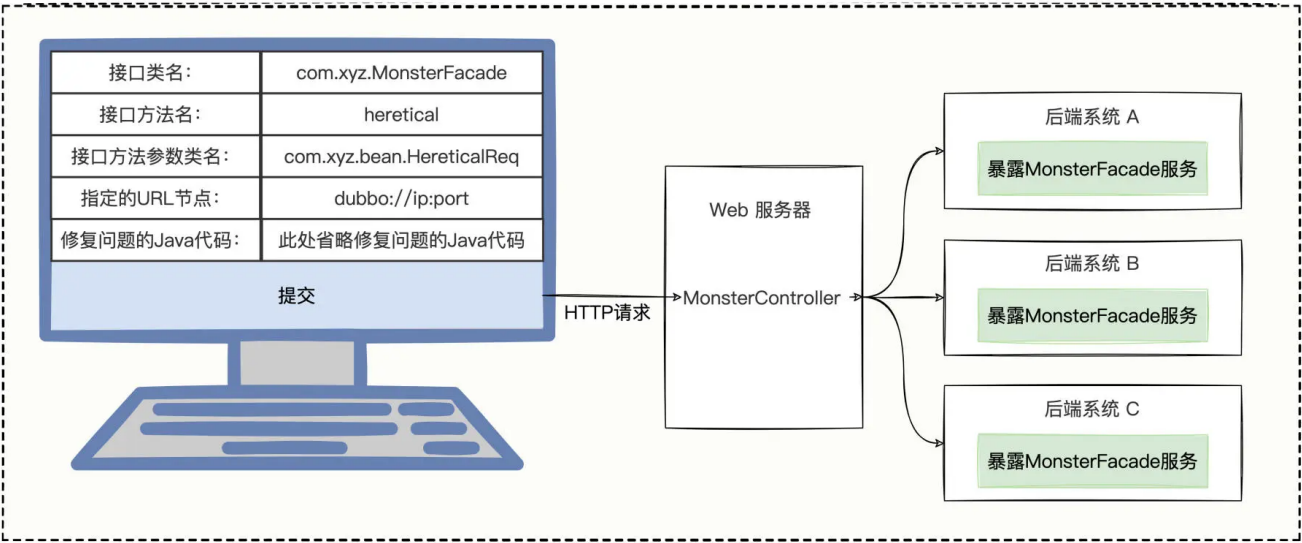 接口类名： com.xyz.MonsterFacade
接口方法名： heretical
接口方法参数类名： com.xyz.bean.HereticalReq
指定的URL节点： dubbo://ip:port
修复问题的Java代码： 此处省略修复问题的Java代码
提交
HTTP请求
Web 服务器
MonsterController
后端系统 A
暴露MonsterFacade服务
后端系统 B
暴露MonsterFacade服务
后端系统 C
暴露MonsterFacade服务